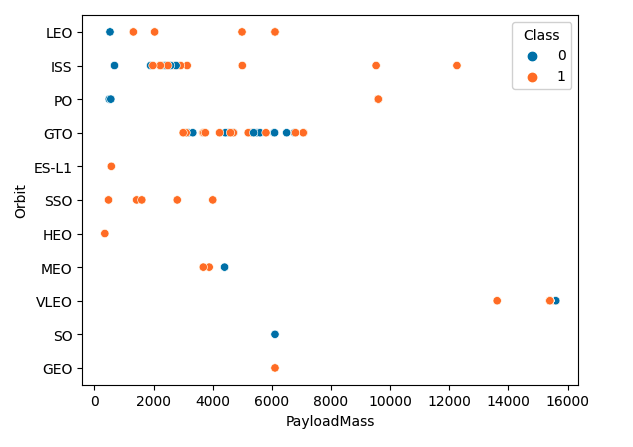 LEO
ISS
PO
GTO
ES-L1
SSO
HEO
MEO
VLEO
SO
GEO
Orbit
0 2000 4000 6000 8000 10000 12000 14000 16000
PayloadMass
Class
0
1